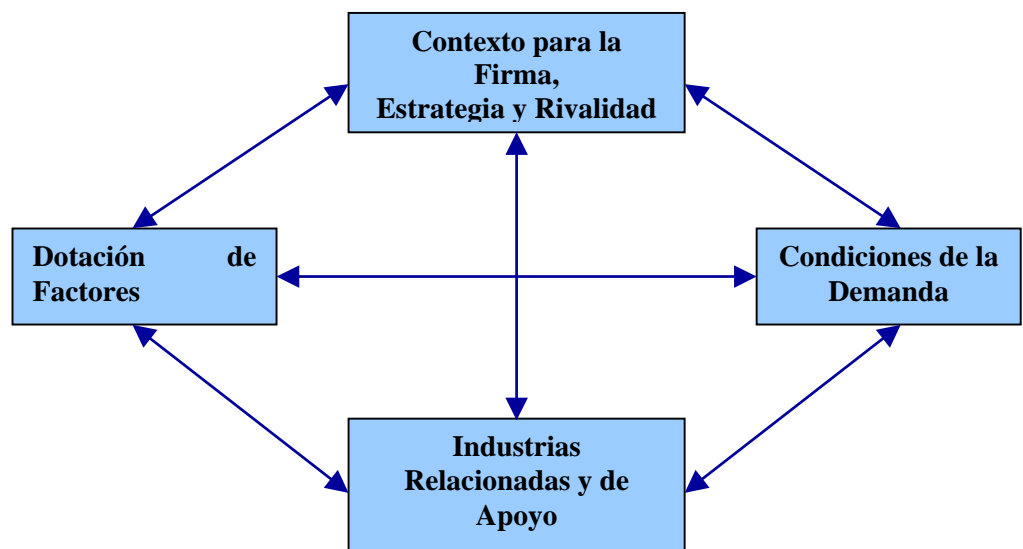 Contexto para la
Firma,
Estrategia y Rivalidad
Dotación de
Factores
Condiciones de la
Demanda
Industrias
Relacionadas y de
Apoyo